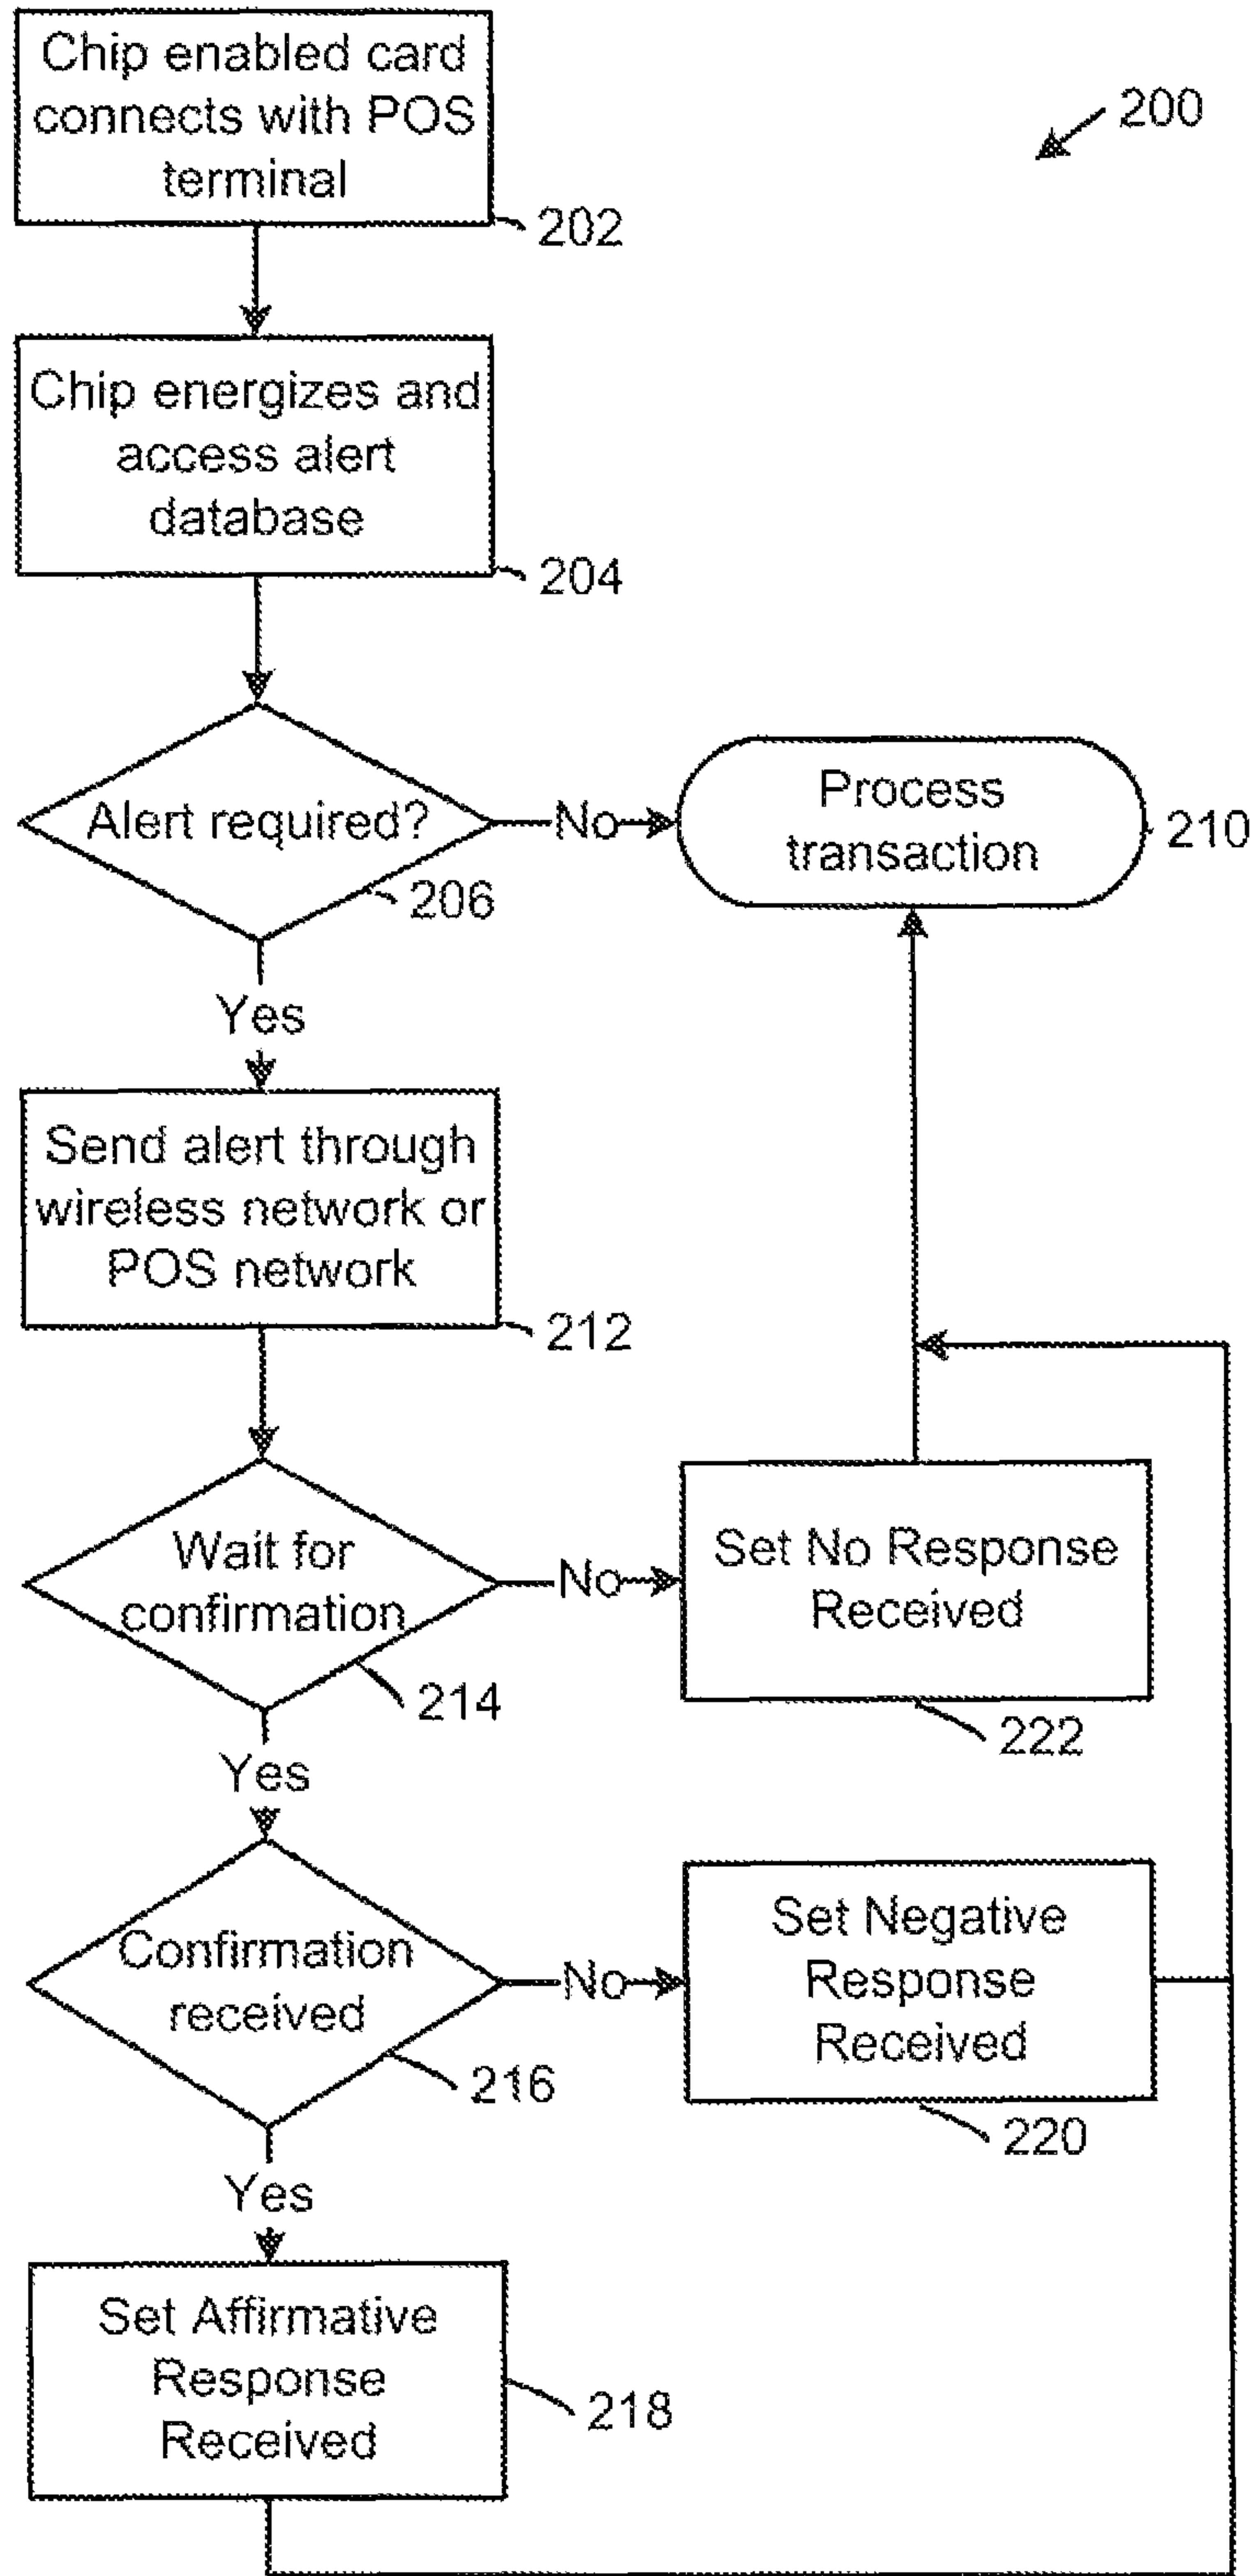 Chip enabled card
connects with POS
terminal
200
202
Chip energizes and
access alert
database
204
Alert required?
No
Process
transaction
210
206
Yes
Send alert through
wireless network or
POS network
212
Wait for
confirmation
No
Set No Response
Received
214
222
Yes
Confirmation
received
No
Set Negative
Response
Received
216
220
Yes
Set Affirmative
Response
Received
218